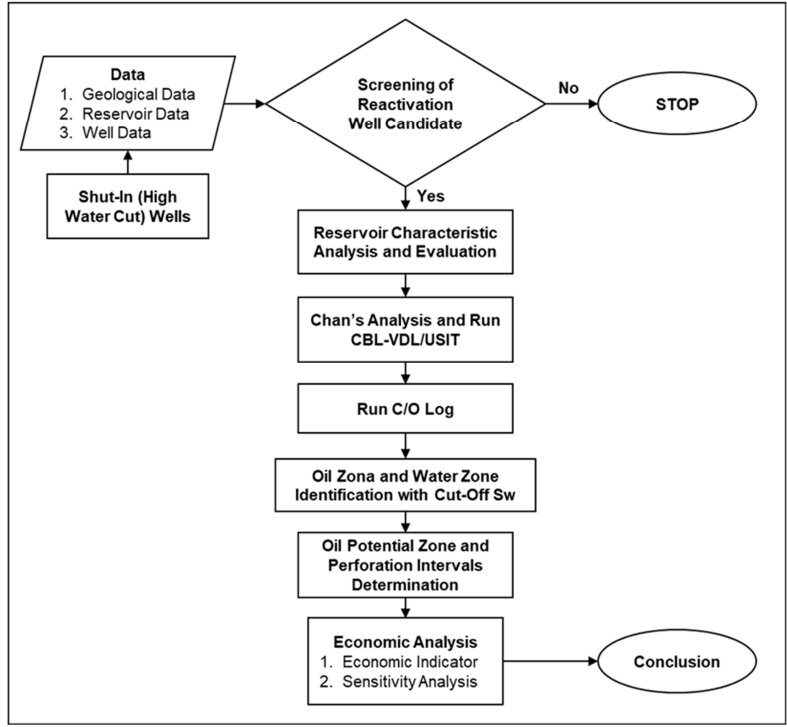 Shut-In (High
Water Cut) Wells
Data
1. Geological Data
2. Reservoir Data
3. Well Data
Screening of
Reactivation
Well Candidate
No
STOP
Yes
Reservoir Characteristic
Analysis and Evaluation
Chan's Analysis and Run
CBL-VDL/USIT
Run C/O Log
Oil Zona and Water Zone
Identification with Cut-Off Sw
Oil Potential Zone and
Perforation Intervals
Determination
Economic Analysis
1. Economic Indicator
2. Sensitivity Analysis
Conclusion